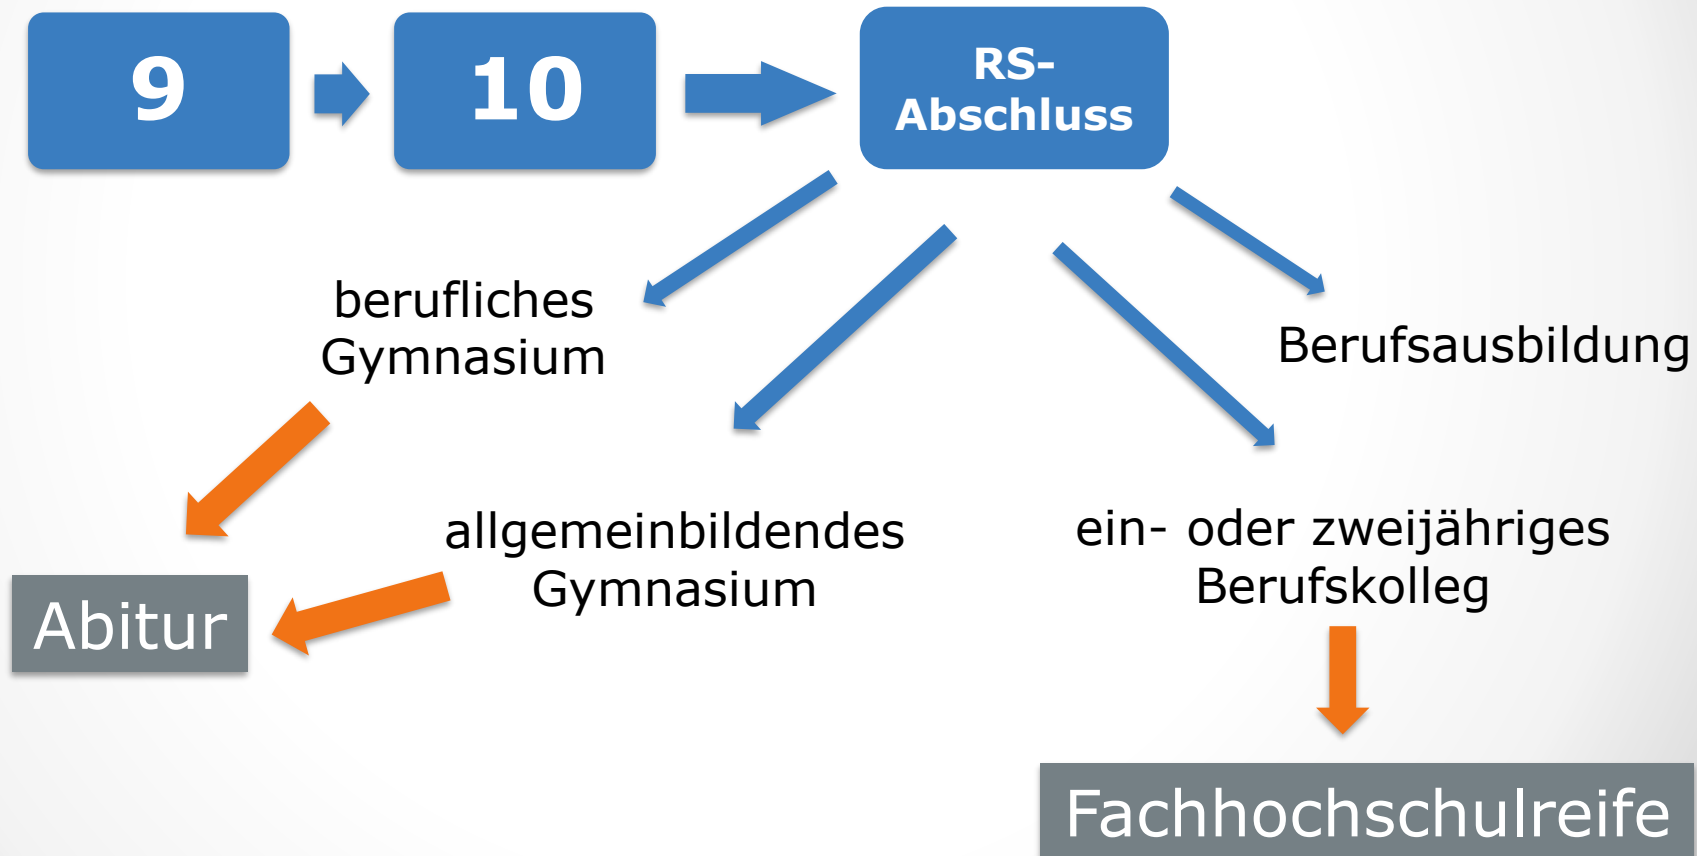 9
10
RS-
Abschluss
berufliches
Gymnasium
Berufsausbildung
allgemeinbildendes
Gymnasium
ein- oder zweijähriges
Berufskolleg
Abitur
Fachhochschulreife